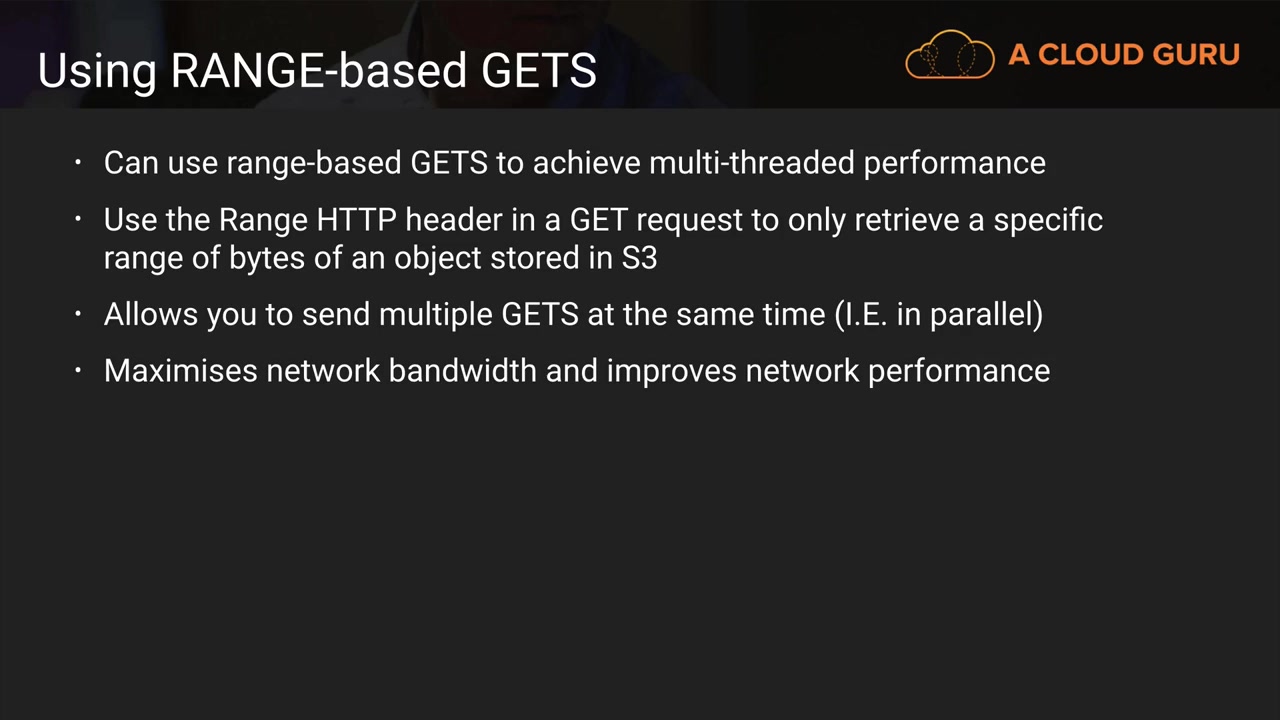 Using RANGE-based GETS
A CLOUD GURU
• Can use range-based GETS to achieve multi-threaded performance
• Use the Range HTTP header in a GET request to only retrieve a specific
range of bytes of an object stored in S3
• Allows you to send multiple GETS at the same time (I.E. in parallel)
• Maximises network bandwidth and improves network performance